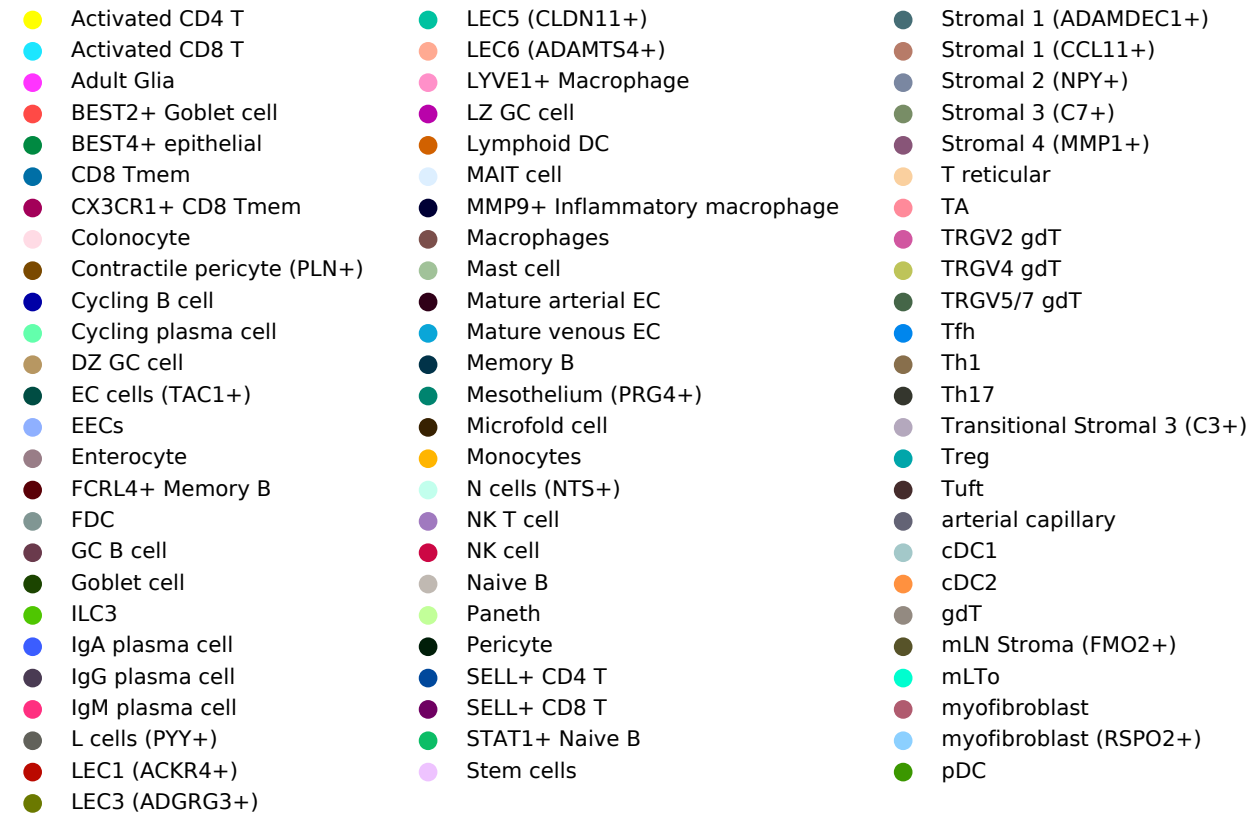 Activated CD4 T
Activated CD8 T
Adult Glia
BEST2+ Goblet cell
BEST4+ epithelial
CD8 Tmem
CX3CR1+ CD8 Tmem
Colonocyte
Contractile pericyte (PLN+)
Cycling B cell
Cycling plasma cell
DZ GC cell
EC cells (TAC1+)
EECs
Enterocyte
FCRL4+ Memory B
FDC
GC B cell
Goblet cell
ILC3
IgA plasma cell
IgG plasma cell
IgM plasma cell
L cells (PYY+)
LEC1 (ACKR4+)
LEC3 (ADGRG3+)
LEC5 (CLDN11+)
LEC6 (ADAMTS4+)
LYVE1+ Macrophage
LZ GC cell
Lymphoid DC
MAIT cell
MMP9+ Inflammatory macrophage
Macrophages
Mast cell
Mature arterial EC
Mature venous EC
Memory B
Mesothelium (PRG4+)
Microfold cell
Monocytes
N cells (NTS+)
NK T cell
NK cell
Naive B
Paneth
Pericyte
SELL+ CD4 T
SELL+ CD8 T
STAT1+ Naive B
Stem cells
Stromal 1 (ADAMDEC1+)
Stromal 1 (CCL11+)
Stromal 2 (NPY+)
Stromal 3 (C7+)
Stromal 4 (MMP1+)
T reticular
TA
TRGV2 gdT
TRGV4 gdT
TRGV5/7 gdT
Tfh
Th1
Th17
Transitional Stromal 3 (C3+)
Treg
Tuft
arterial capillary
cDC1
cDC2
gdT
mLN Stroma (FMO2+)
mLTo
myofibroblast
myofibroblast (RSPO2+)
pDC